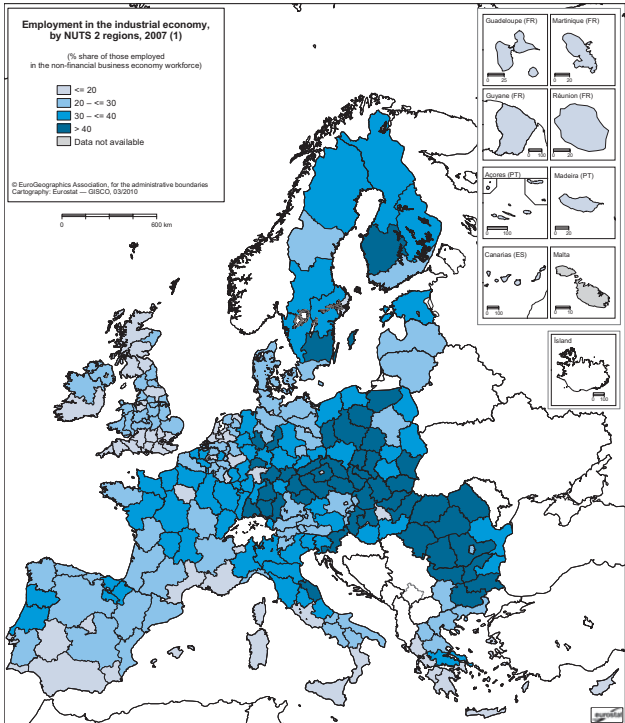 Employment in the industrial economy,
by NUTS 2 regions, 2007 (1)
(% share of those employed
in the non-financial business economy workforce)
<= 20
20 – <= 30
30 – <= 40
> 40
Data not available
© EuroGeographics Association, for the administrative boundaries
Cartography: Eurostat — GISCO, 03/2010
0 600 km
Guadeloupe (FR)
0 25
Martinique (FR)
0 20
Guyane (FR)
0 100
Réunion (FR)
0 20
Açores (PT)
0 100
Madeira (PT)
0 20
Canarias (ES)
0 100
Malta
0 10
Ísland
0 100
eurostat